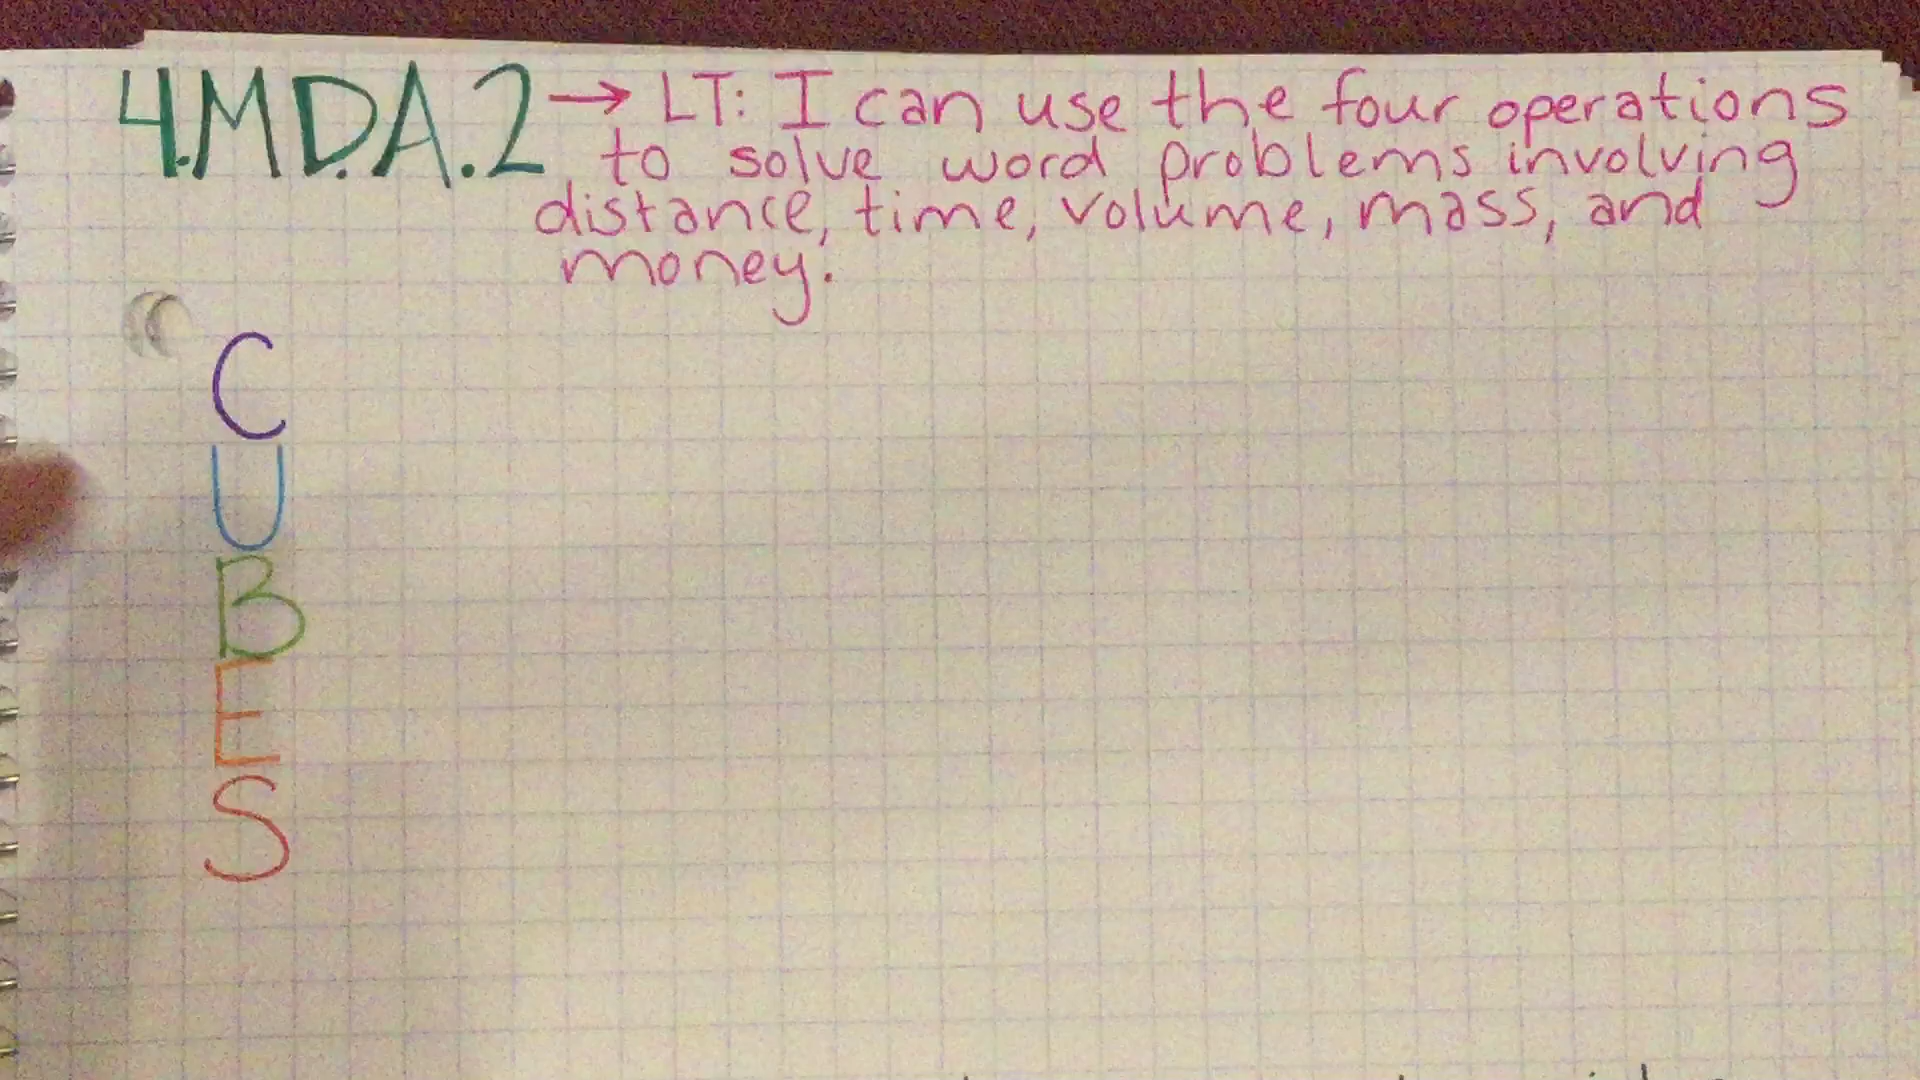 4.MD.A.2 → LT: I can use the four operations
to solve word problems involving
distance, time, volume, mass, and
money.
C
U
B
E
S